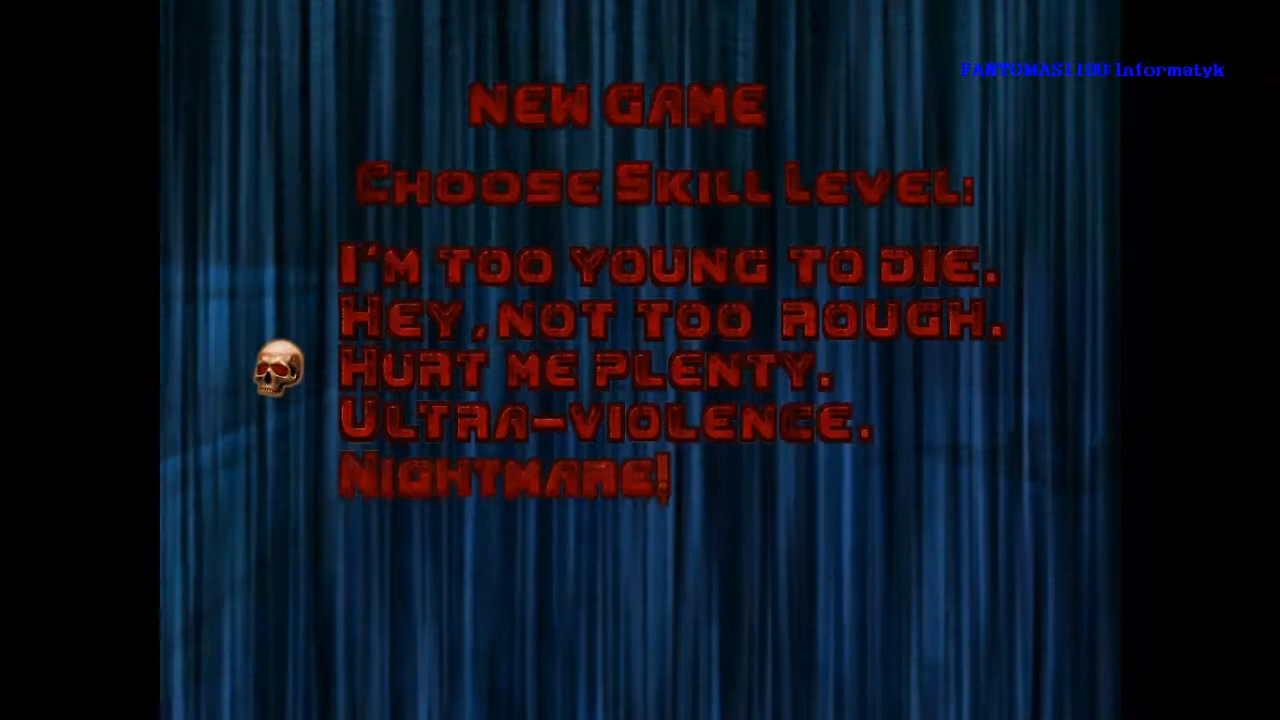 FANTOMAS1100:Informatyk
NEW GAME
Choose Skill Level:
I'm too young to die.
Hey, not too rough.
Hurt me plenty.
Ultra-violence.
Nightmare!